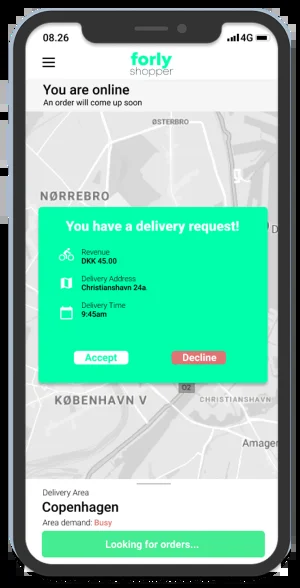 08.26
4G
forly
shopper
You are online
An order will come up soon
ØSTERBRO
NØRREBRO
You have a delivery request!
Revenue
DKK 45.00
Delivery Address
Christianshavn 24a.
Delivery Time
9:45am
Accept
Decline
O2
KØBENHAVN V
CHRISTIANSHAVN
Amager
Delivery Area
Copenhagen
Area demand: Busy
Looking for orders...